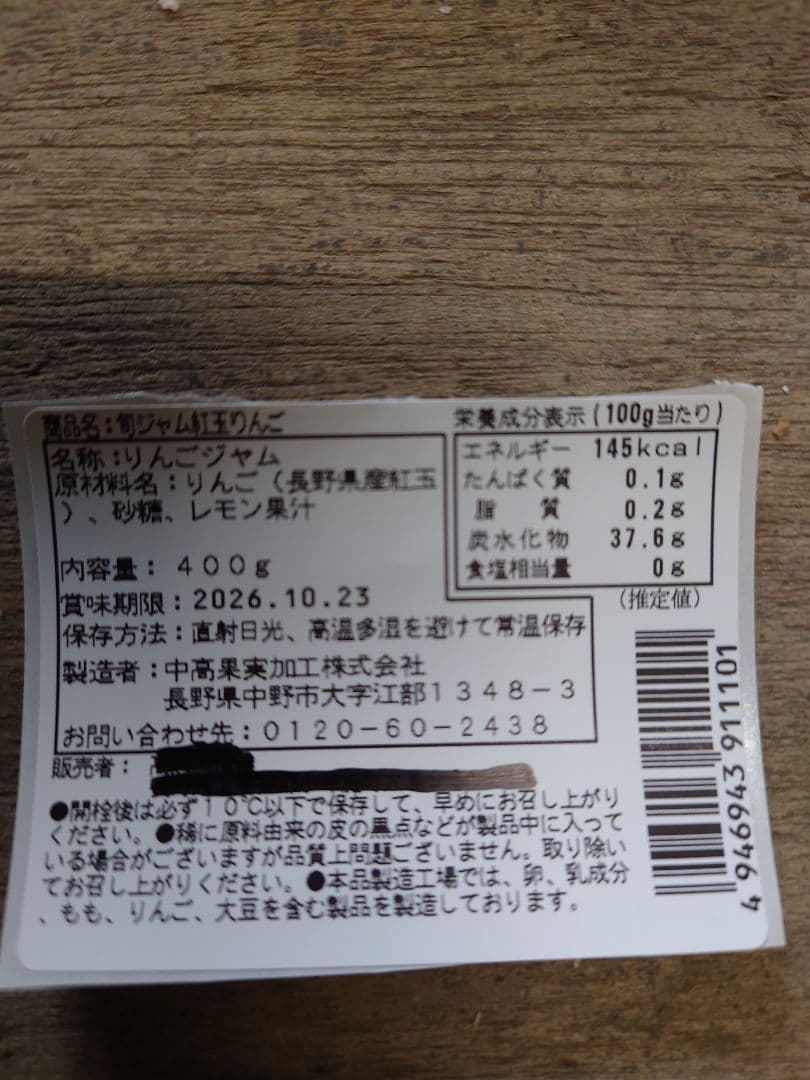 商品名：旬ジャム紅玉りんご
名称：りんごジャム
原材料名：りんご（長野県産紅玉
）、砂糖、レモン果汁
内容量：４００ｇ
賞味期限：2026.10.23
保存方法：直射日光、高温多湿を避けて常温保存
製造者：中高果実加工株式会社
長野県中野市大字江部１３４８－３
お問い合わせ先：０１２０－６０－２４３８
販売者：
●開栓後は必ず１０℃以下で保存して、早めにお召し上がり
ください。●稀に原料由来の皮の黒点などが製品中に入って
いる場合がございますが品質上問題ございません。取り除い
てお召し上がりください。●本品製造工場では、卵、乳成分
、もも、りんご、大豆を含む製品を製造しております。
栄養成分表示(100g当たり)
エネルギー 145kcal
たんぱく質 0.1g
脂　質 0.2g
炭水化物 37.6g
食塩相当量 0g
(推定値)
4 946943 911101